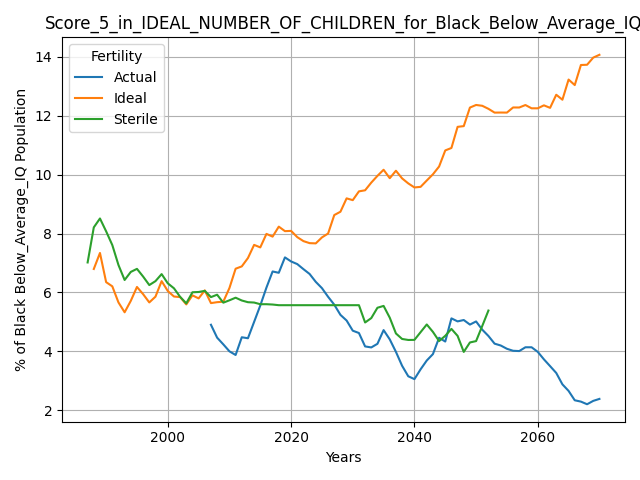 Score_5_in_IDEAL_NUMBER_OF_CHILDREN_for_Black_Below_Average_IQ
Fertility
Actual
Ideal
Sterile
% of Black Below_Average_IQ Population
14
12
10
8
6
4
2
2000
2020
2040
2060
Years